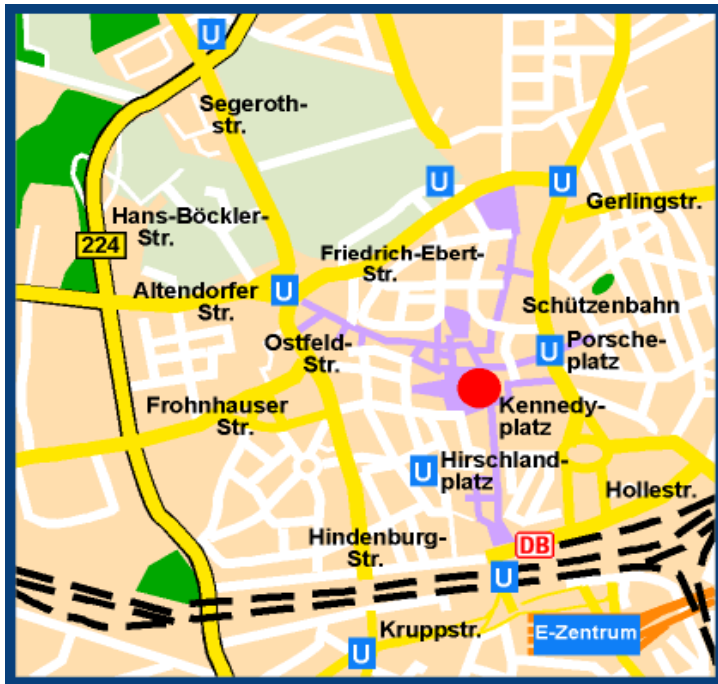 U
Segeroth-
str.
U
U
Gerlingstr.
Hans-Böckler-
Str.
224
Friedrich-Ebert-
Str.
Altendorfer
Str.
U
Schützenbahn
Ostfeld-
Str.
U
Porsche-
platz
Frohnhauser
Str.
Kennedy-
platz
U
Hirschland-
platz
Hollestr.
Hindenburg-
Str.
DB
U
Kruppstr.
E-Zentrum
U